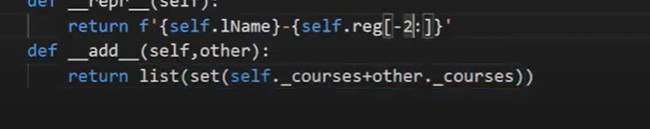 def __repr__(self):
return f'{self.lName}-{self.reg[-2:]}'
def __add__(self,other):
return list(set(self._courses+other._courses))